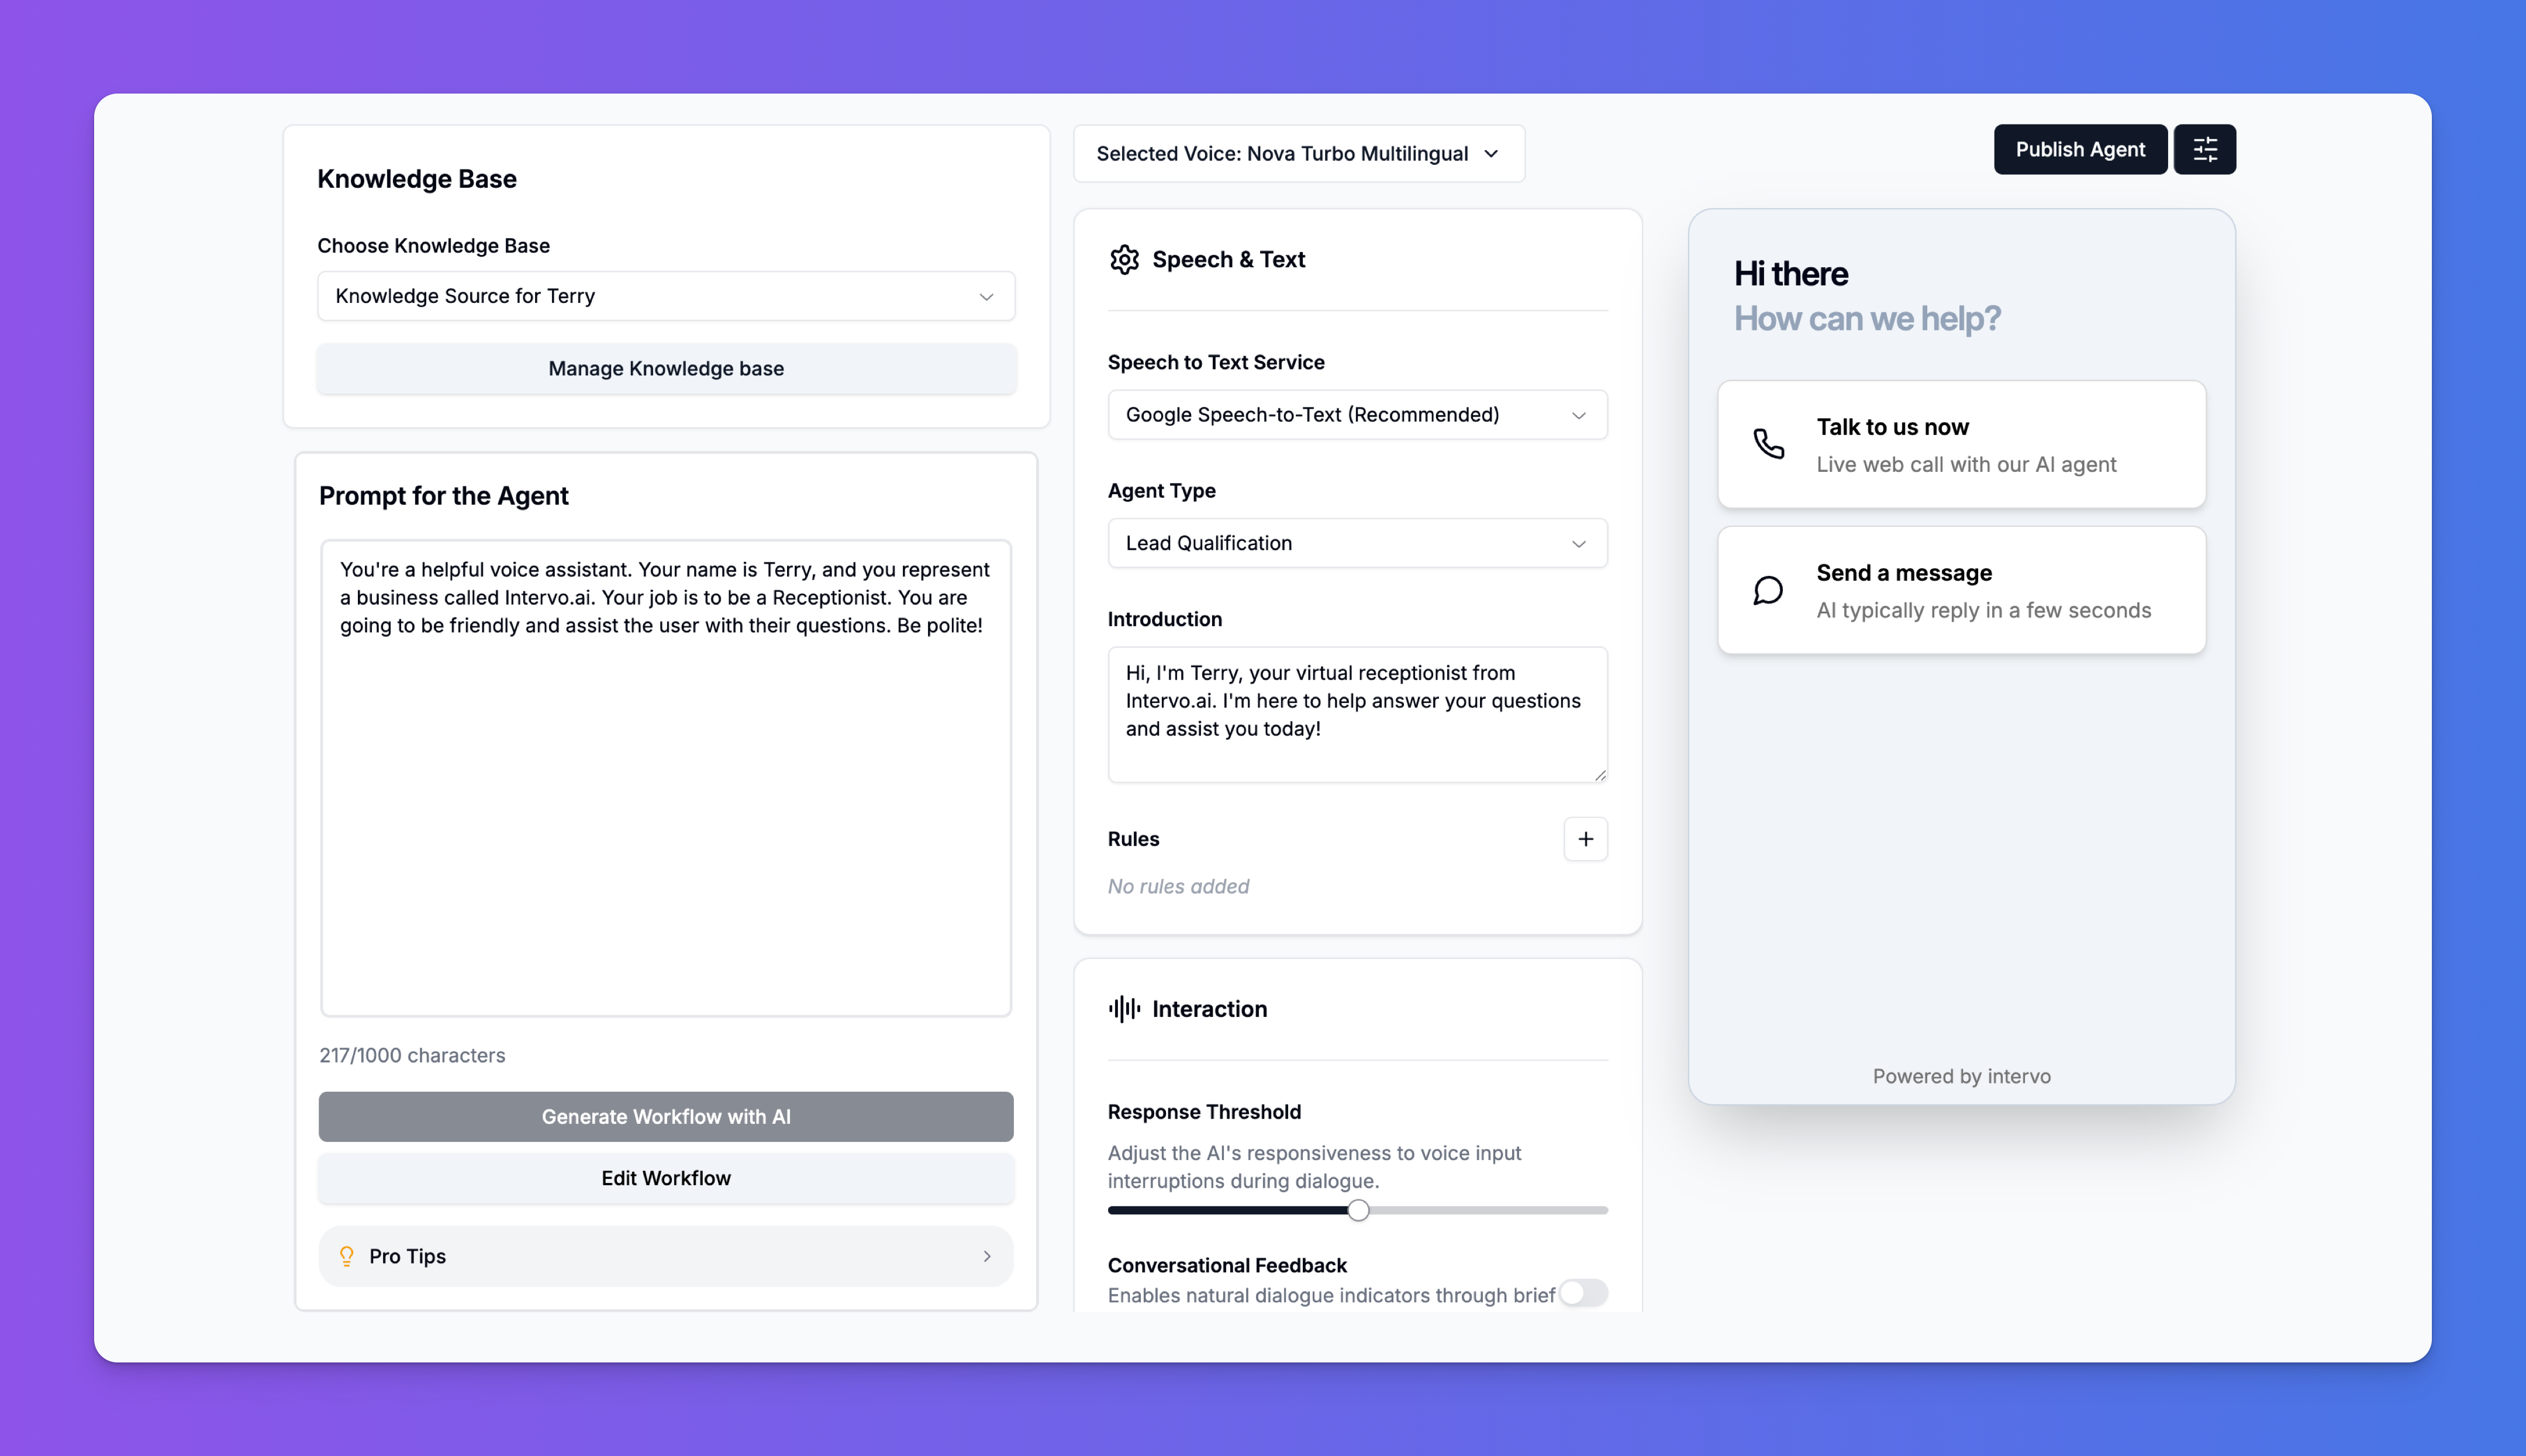 Knowledge Base
Choose Knowledge Base
Knowledge Source for Terry
Manage Knowledge base
Prompt for the Agent
You're a helpful voice assistant. Your name is Terry, and you represent
a business called Intervo.ai. Your job is to be a Receptionist. You are
going to be friendly and assist the user with their questions. Be polite!
217/1000 characters
Generate Workflow with AI
Edit Workflow
Pro Tips
Selected Voice: Nova Turbo Multilingual
Speech & Text
Speech to Text Service
Google Speech-to-Text (Recommended)
Agent Type
Lead Qualification
Introduction
Hi, I'm Terry, your virtual receptionist from
Intervo.ai. I'm here to help answer your questions
and assist you today!
Rules
No rules added
Interaction
Response Threshold
Adjust the AI's responsiveness to voice input
interruptions during dialogue.
Conversational Feedback
Enables natural dialogue indicators through brief
Publish Agent
Hi there
How can we help?
Talk to us now
Live web call with our AI agent
Send a message
AI typically reply in a few seconds
Powered by intervo